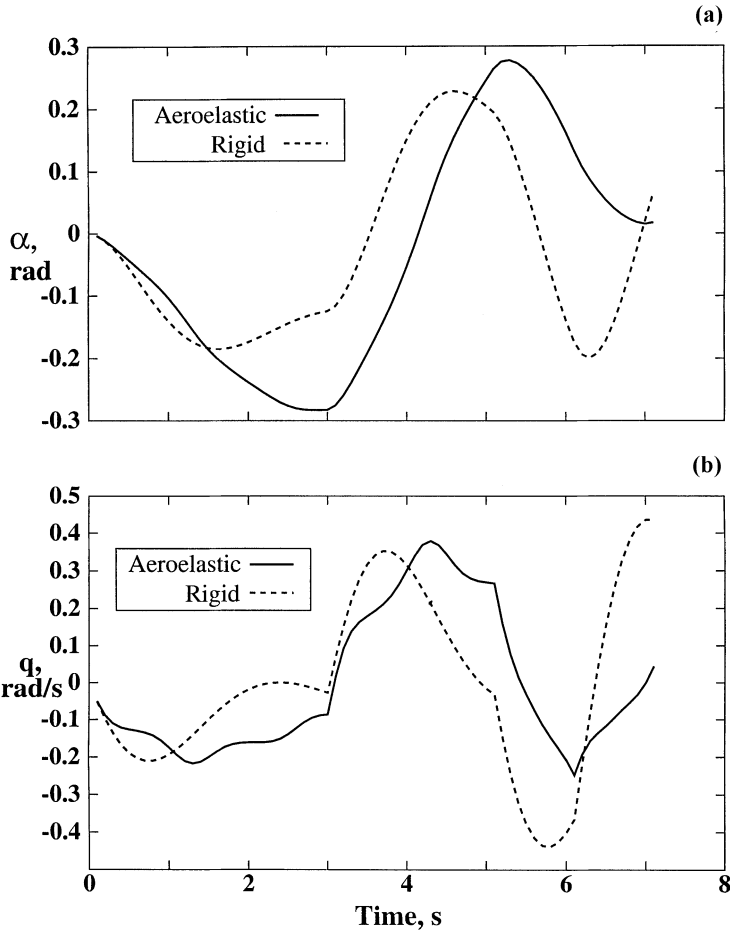 (a)
0.3
0.2
0.1
0
-0.1
-0.2
-0.3
α,
rad
Aeroelastic
Rigid
(b)
0.5
0.4
0.3
0.2
0.1
0
-0.1
-0.2
-0.3
-0.4
q,
rad/s
Aeroelastic
Rigid
0 2 4 6 8
Time, s